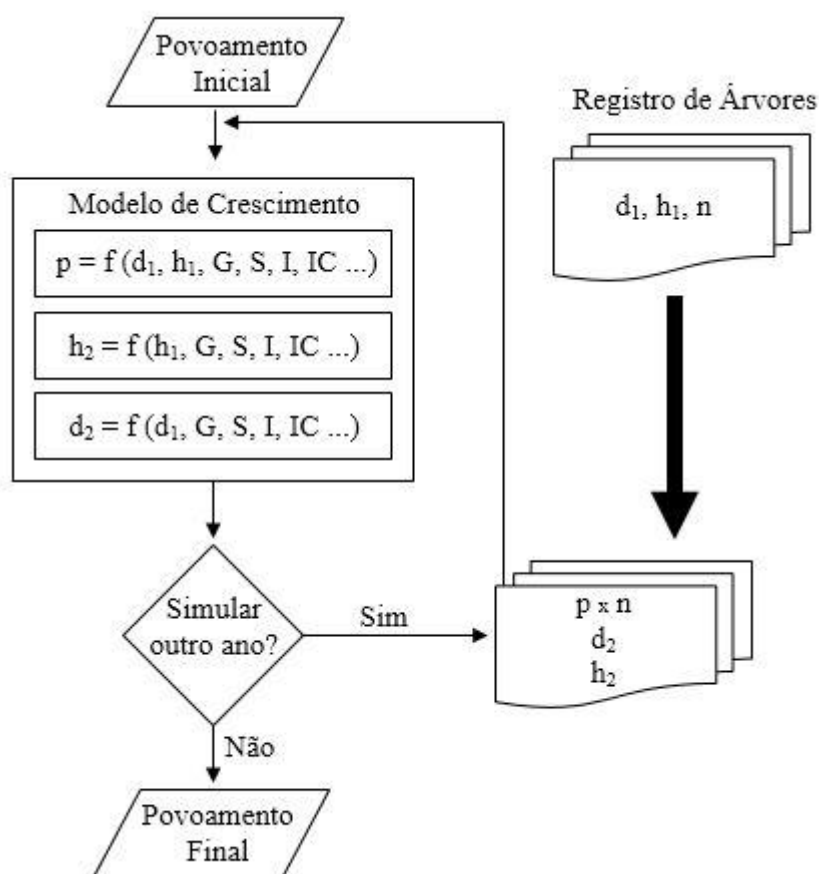 Povoamento
Inicial
Registro de Árvores
d₁, h₁, n
Modelo de Crescimento
p = f (d₁, h₁, G, S, I, IC ...)
h₂ = f (h₁, G, S, I, IC ...)
d₂ = f (d₁, G, S, I, IC ...)
Simular
outro ano?
Sim
p x n
d₂
h₂
Não
Povoamento
Final